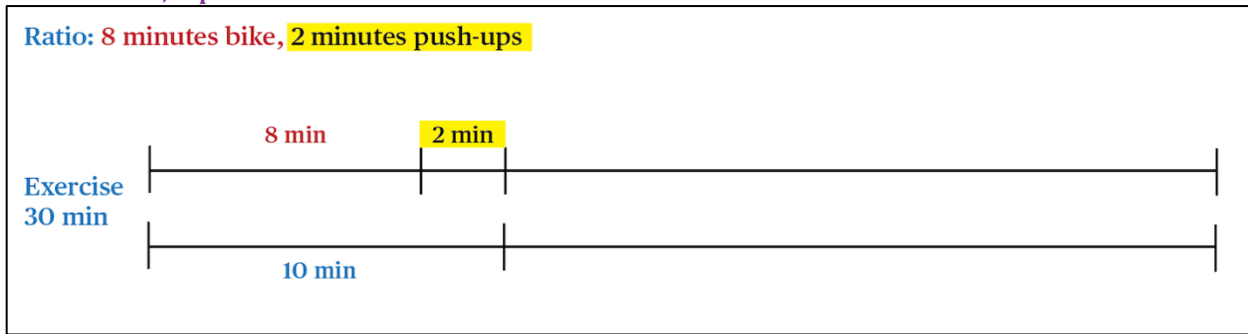 Ratio: 8 minutes bike, 2 minutes push-ups
8 min
2 min
Exercise
30 min
10 min